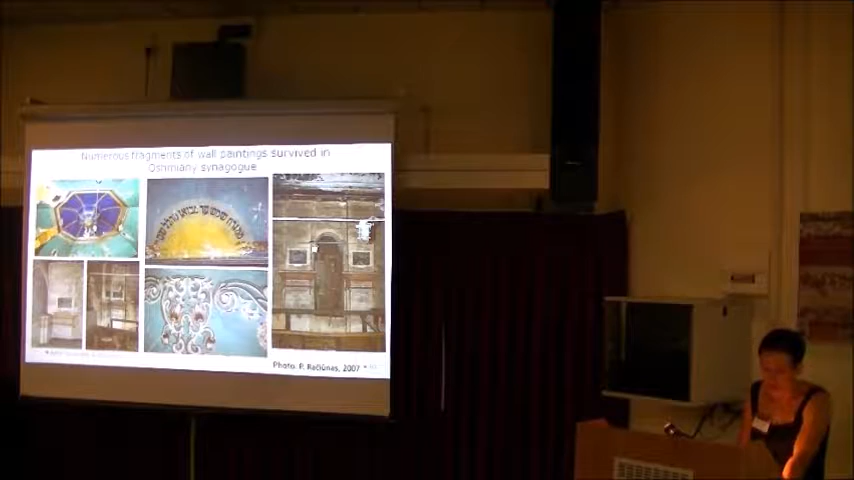 Numerous fragments of wall paintings survived in
Oshmiany synagogue
Photo. P. Račiūnas, 2007